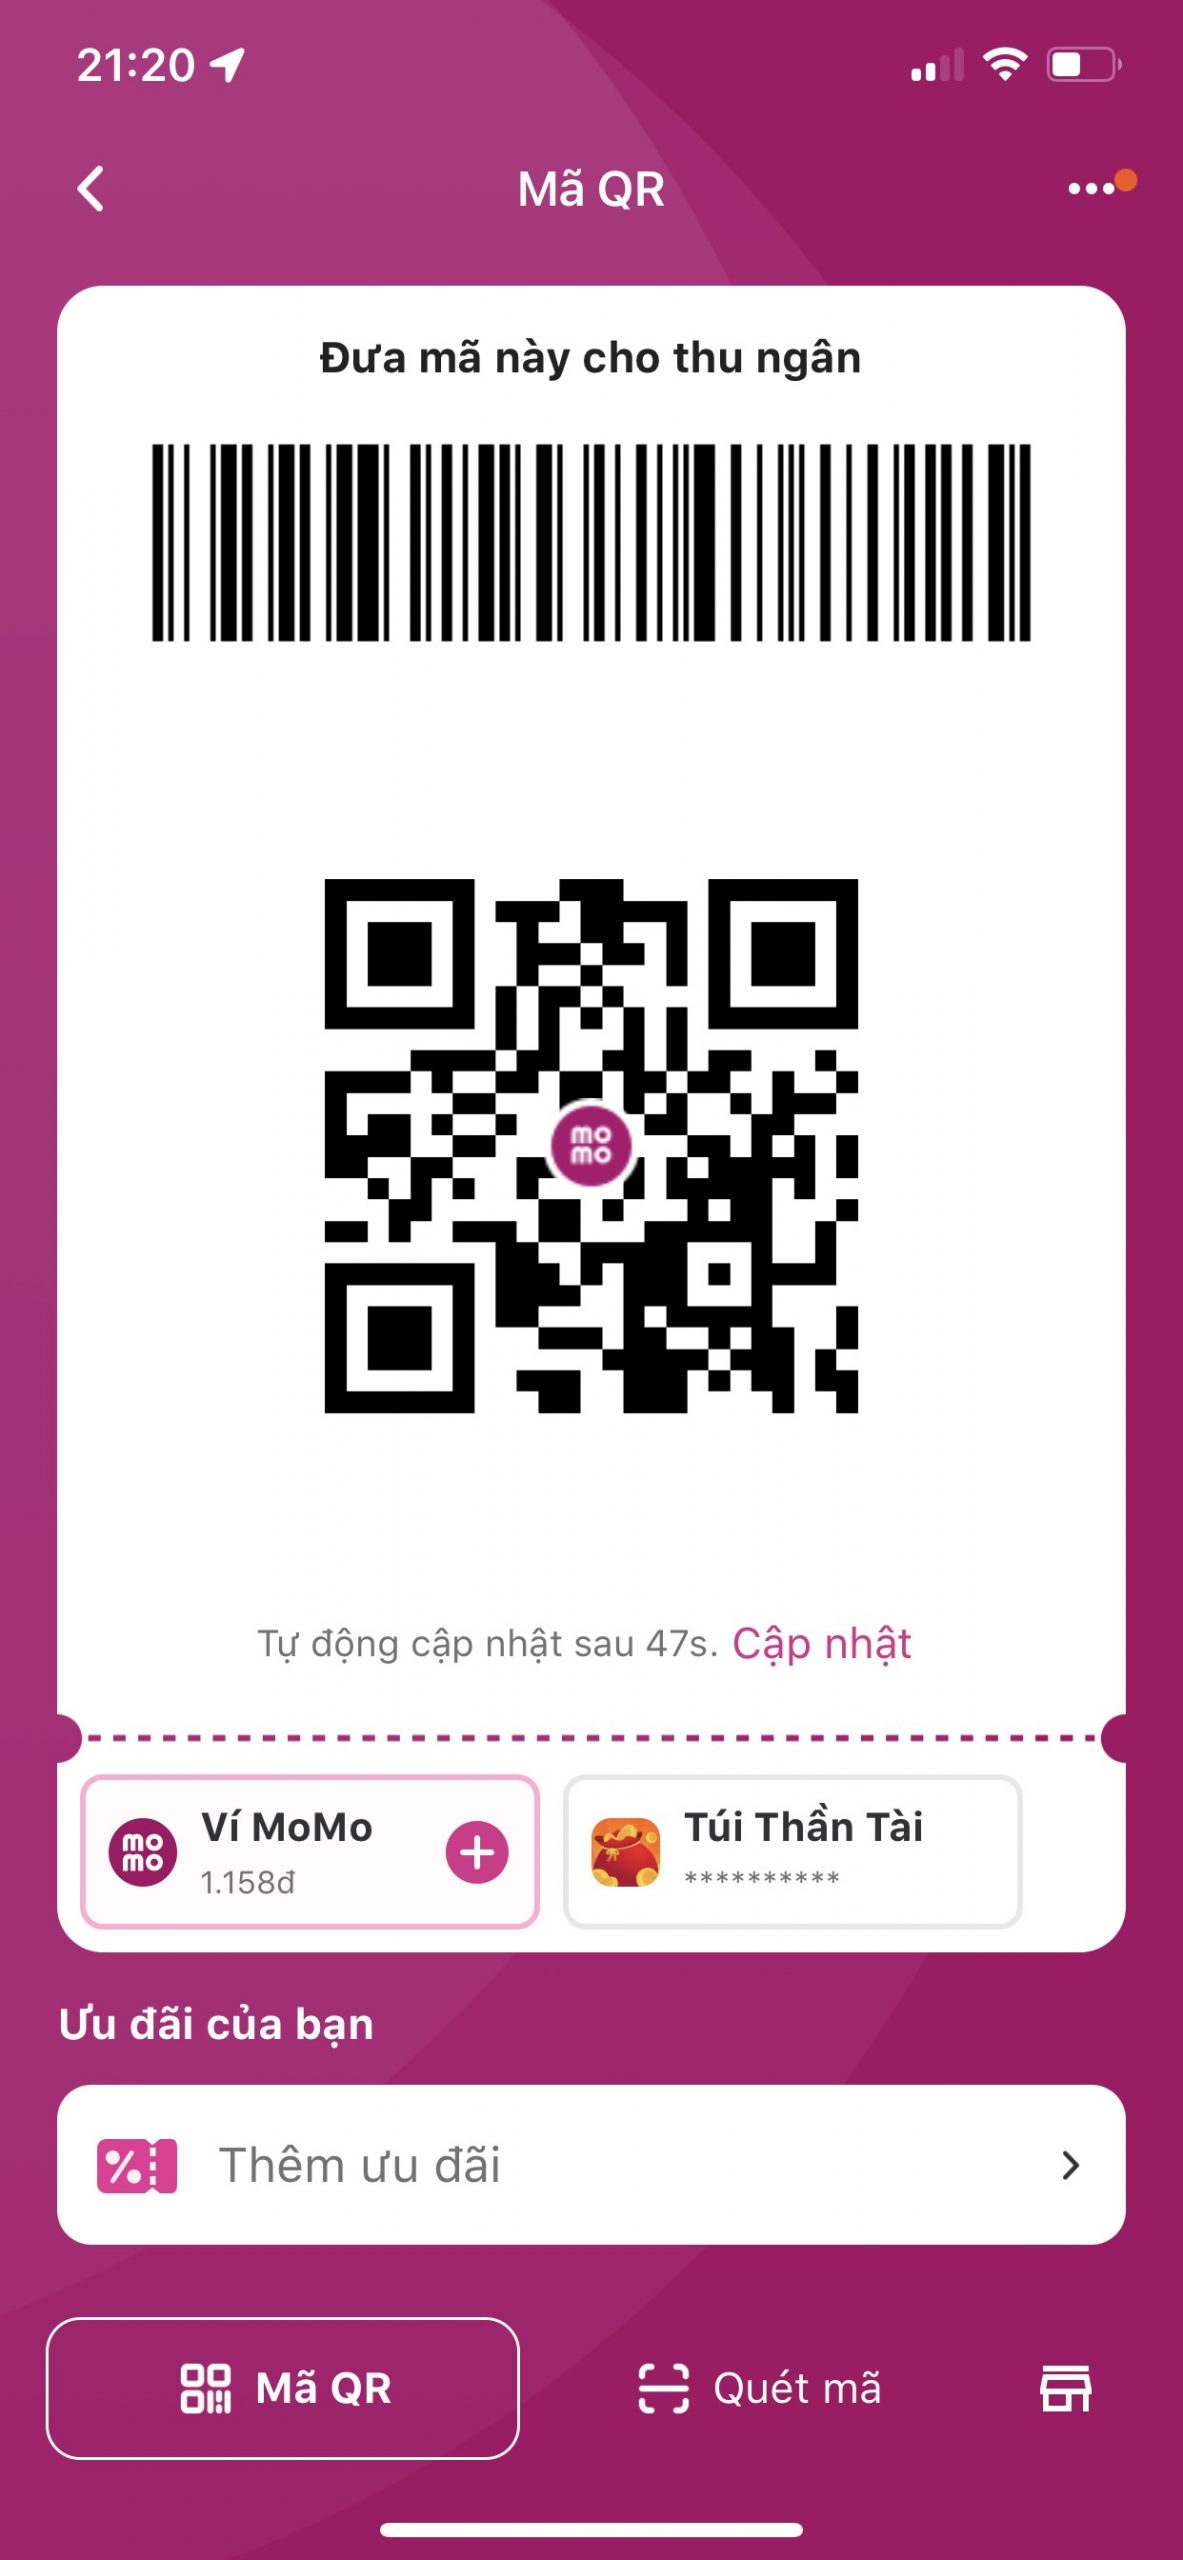 21:20
Mã QR
Đưa mã này cho thu ngân
mo
mo
Tự động cập nhật sau 47s. Cập nhật
mo
mo
Ví MoMo
1.158đ
Túi Thần Tài
**********
Ưu đãi của bạn
Thêm ưu đãi
Mã QR
Quét mã